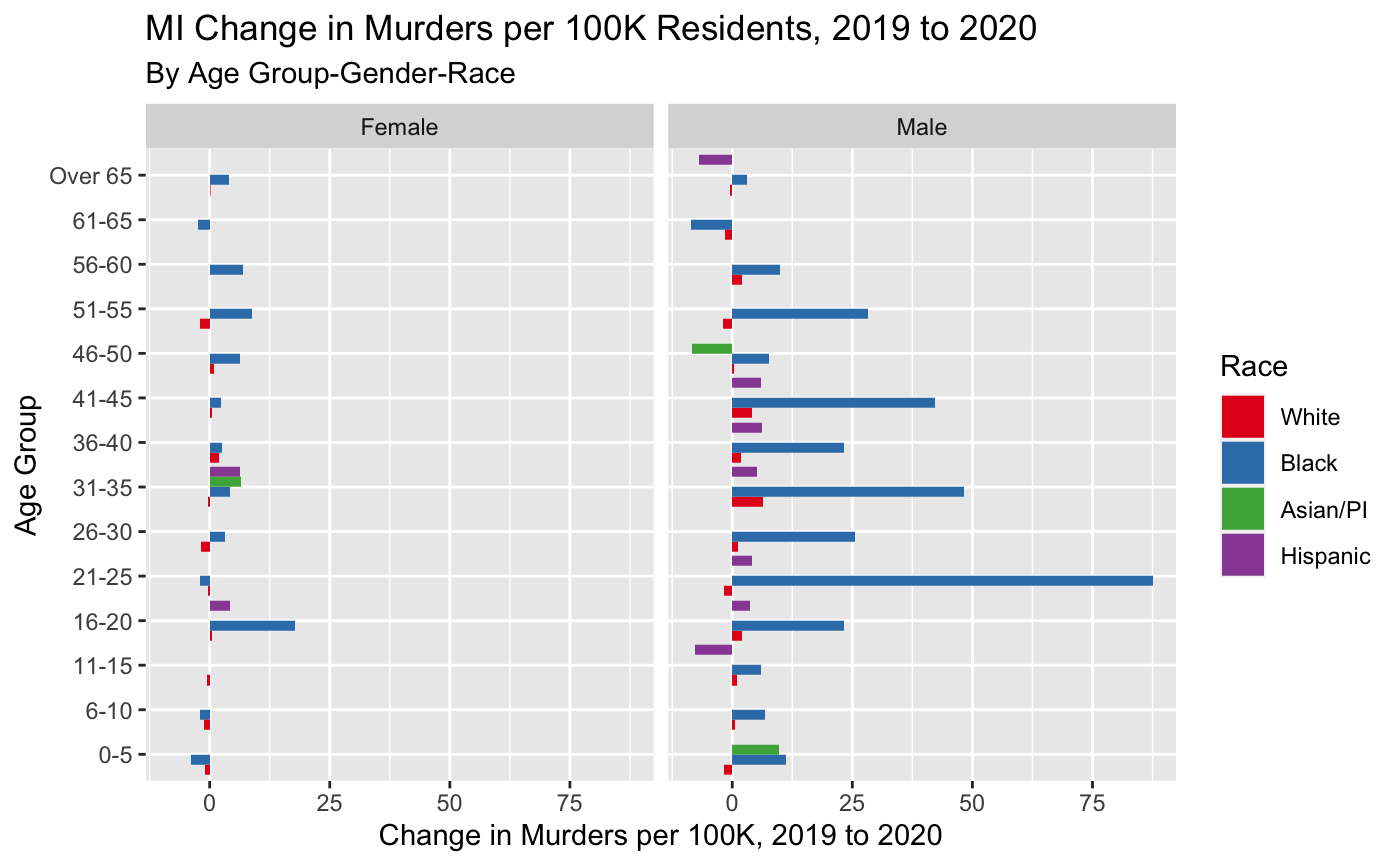 MI Change in Murders per 100K Residents, 2019 to 2020
By Age Group-Gender-Race
Female
Male
Age Group
Over 65
61-65
56-60
51-55
46-50
41-45
36-40
31-35
26-30
21-25
16-20
11-15
6-10
0-5
0 25 50 75
0 25 50 75
Change in Murders per 100K, 2019 to 2020
Race
White
Black
Asian/PI
Hispanic